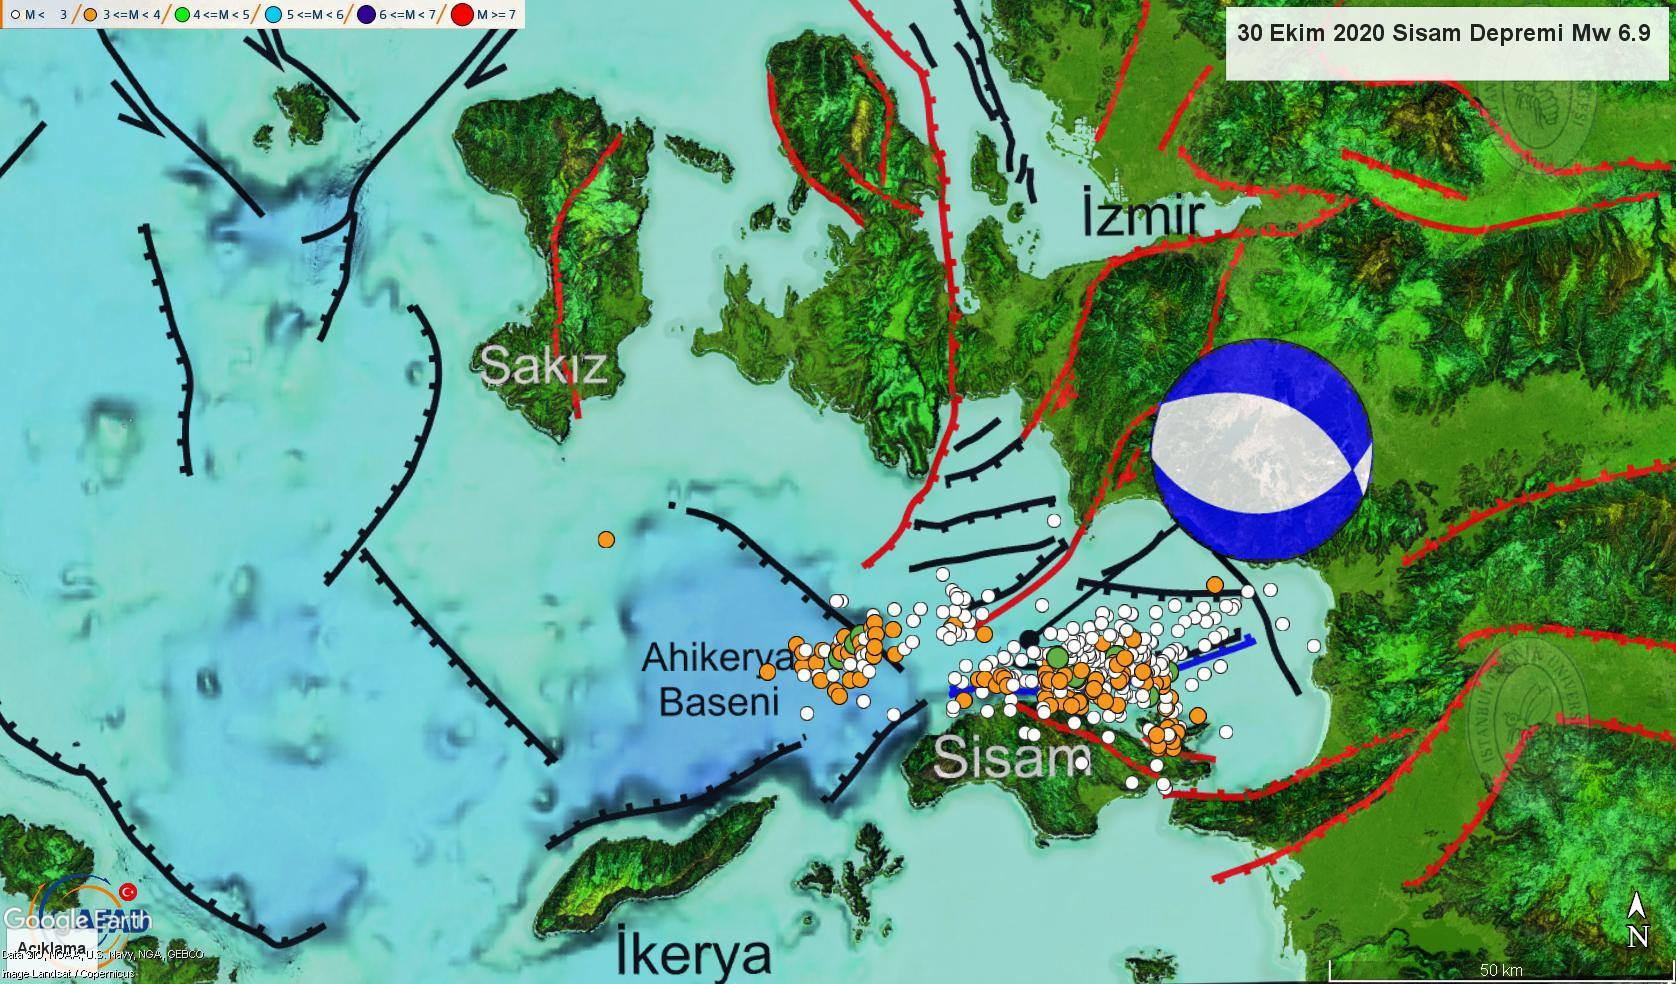 M < 3 / 3 <=M < 4 / 4 <=M < 5 / 5 <=M < 6 / 6 <=M < 7 / M >= 7
30 Ekim 2020 Sisam Depremi Mw 6.9
İzmir
Sakız
Ahikerya
Baseni
Sisam
İkerya
AFAD
Google Earth
Açıklama
Data SIO, NOAA, U.S. Navy, NGA, GEBCO
Image Landsat / Copernicus
N
50 km